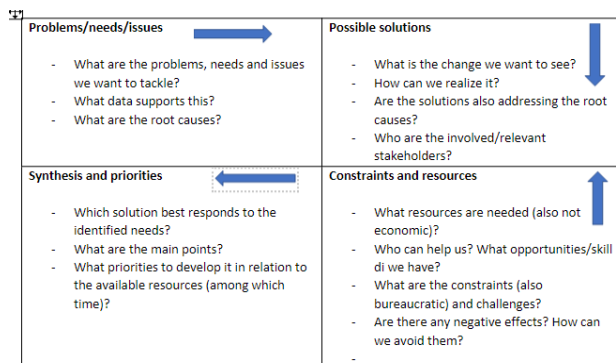 Problems/needs/issues
- What are the problems, needs and issues
we want to tackle?
- What data supports this?
- What are the root causes?
Possible solutions
- What is the change we want to see?
- How can we realize it?
- Are the solutions also addressing the root
causes?
- Who are the involved/relevant
stakeholders?
Synthesis and priorities
- Which solution best responds to the
identified needs?
- What are the main points?
- What priorities to develop it in relation to
the available resources (among which
time)?
Constraints and resources
- What resources are needed (also not
economic)?
- Who can help us? What opportunities/skill
di we have?
- What are the constraints (also
bureaucratic) and challenges?
- Are there any negative effects? How can
we avoid them?
-